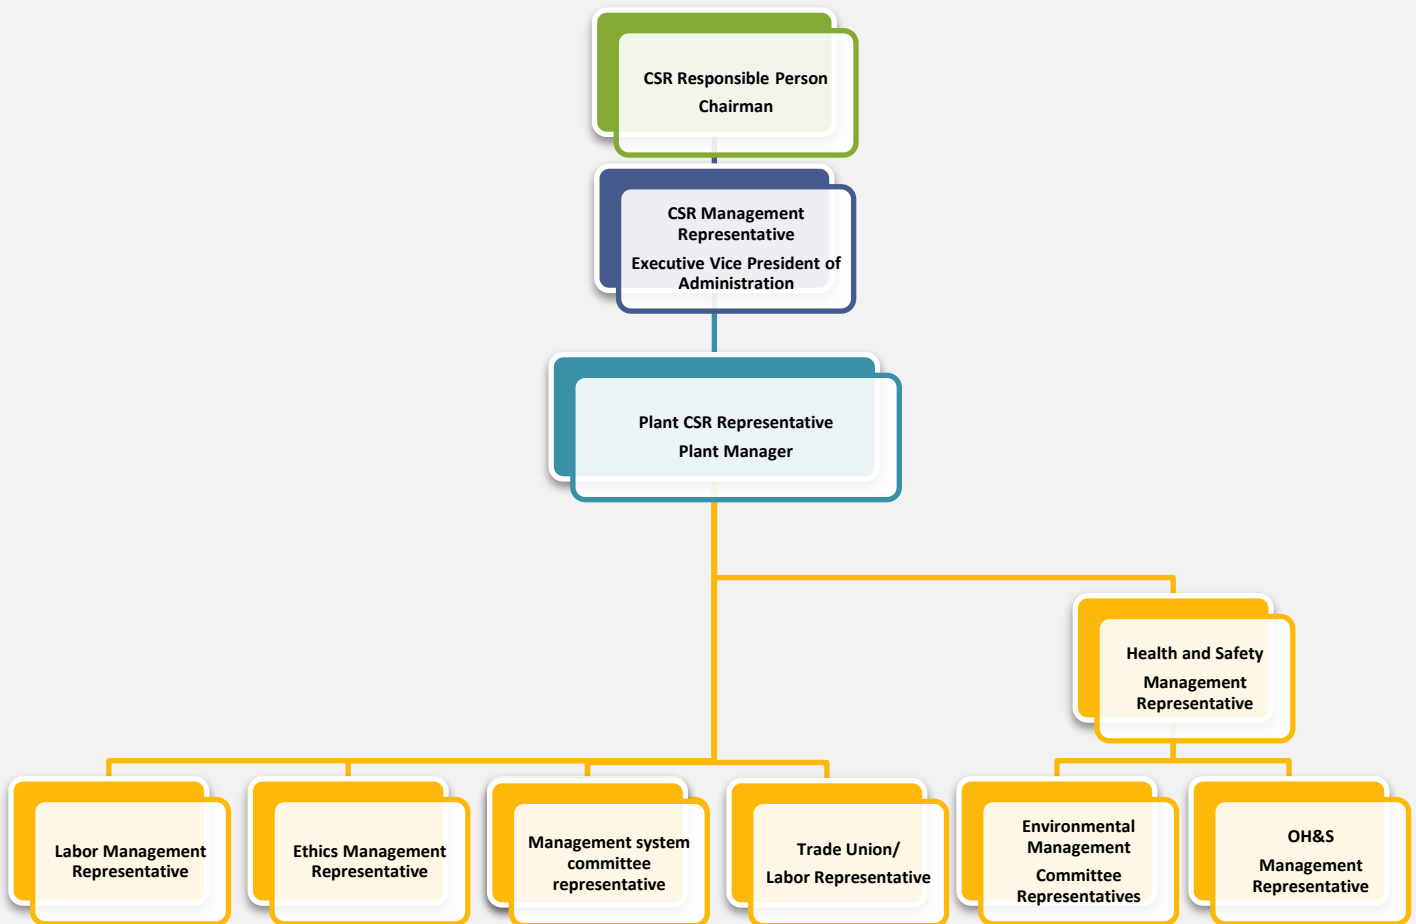 CSR Responsible Person
Chairman
CSR Management
Representative
Executive Vice President of
Administration
Plant CSR Representative
Plant Manager
Health and Safety
Management
Representative
Labor Management
Representative
Ethics Management
Representative
Management system
committee
representative
Trade Union/
Labor Representative
Environmental
Management
Committee
Representatives
OH&S
Management
Representative